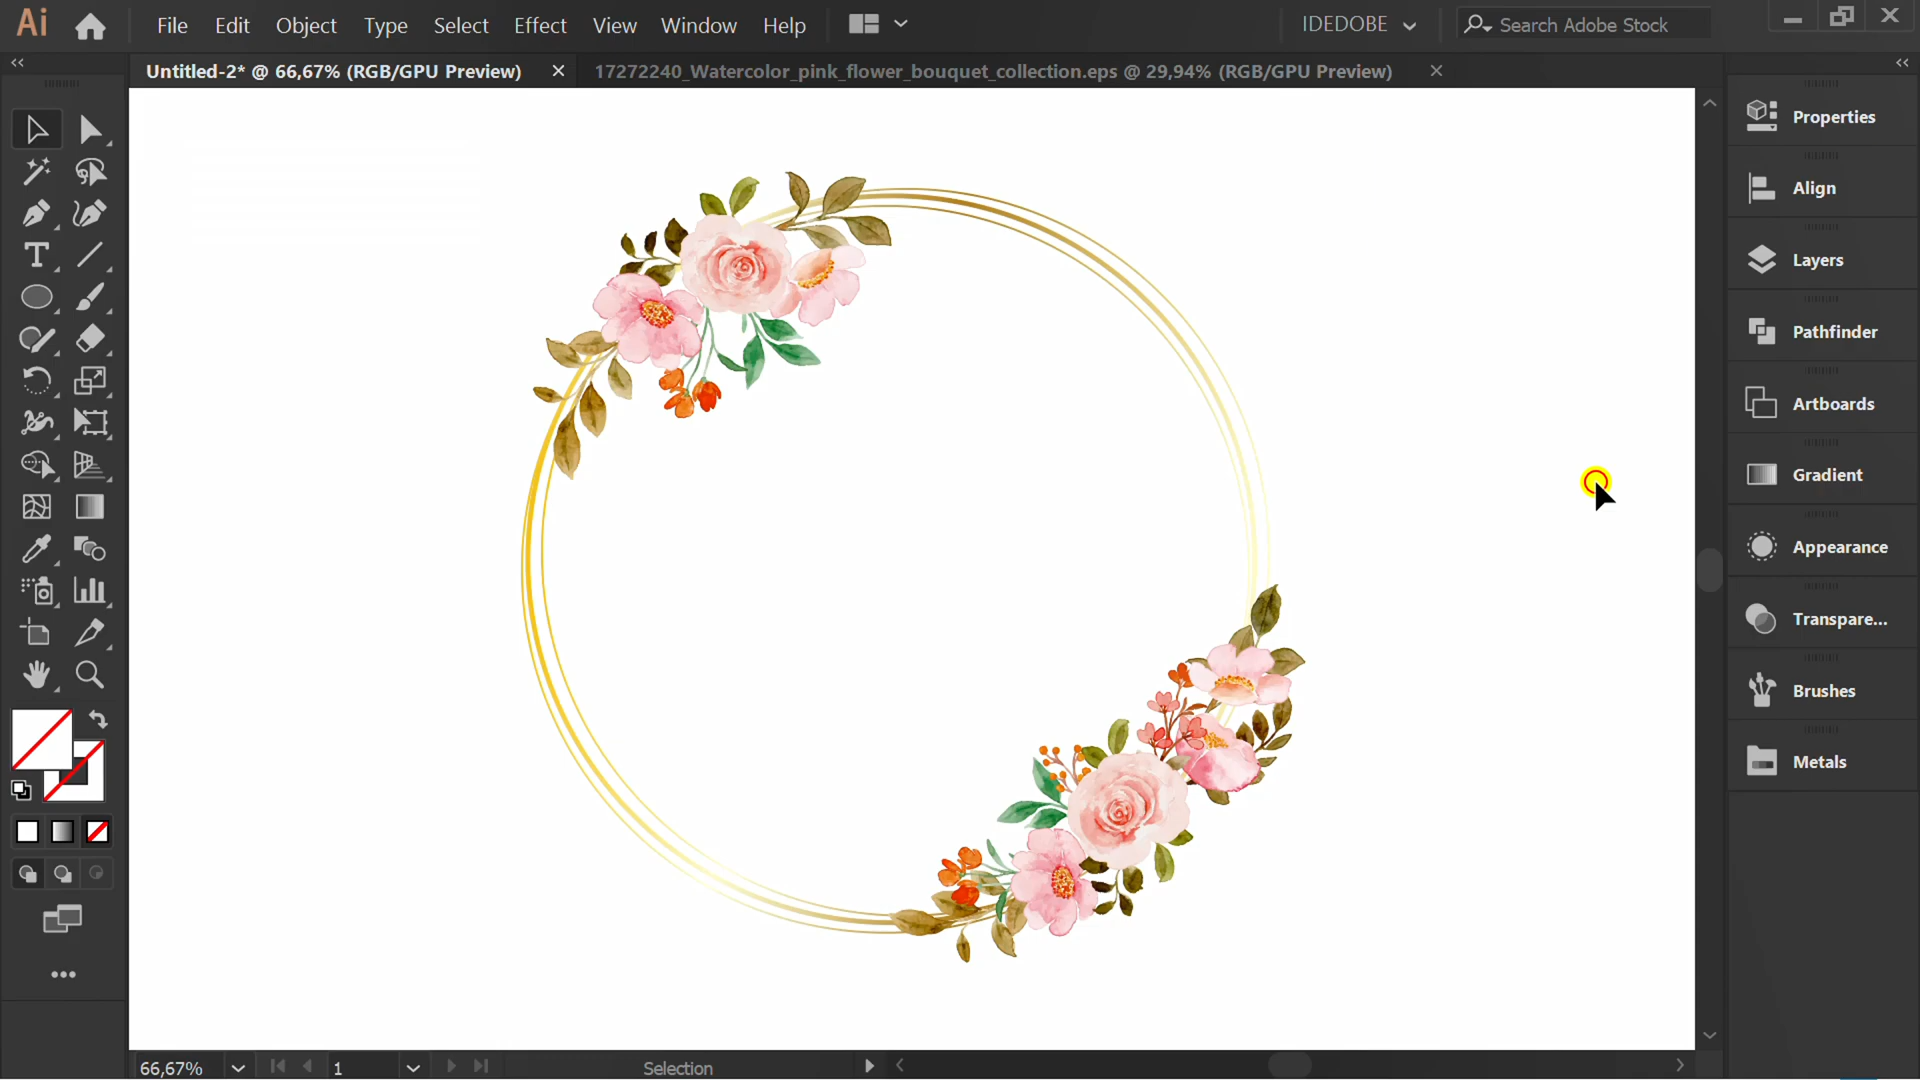 Ai File Edit Object Type Select Effect View Window Help IDEDOBE Search Adobe Stock
Untitled-2* @ 66,67% (RGB/GPU Preview) 17272240_Watercolor_pink_flower_bouquet_collection.eps @ 29,94% (RGB/GPU Preview)
Properties
Align
Layers
Pathfinder
Artboards
Gradient
Appearance
Transpare...
Brushes
Metals
66,67% 1 Selection